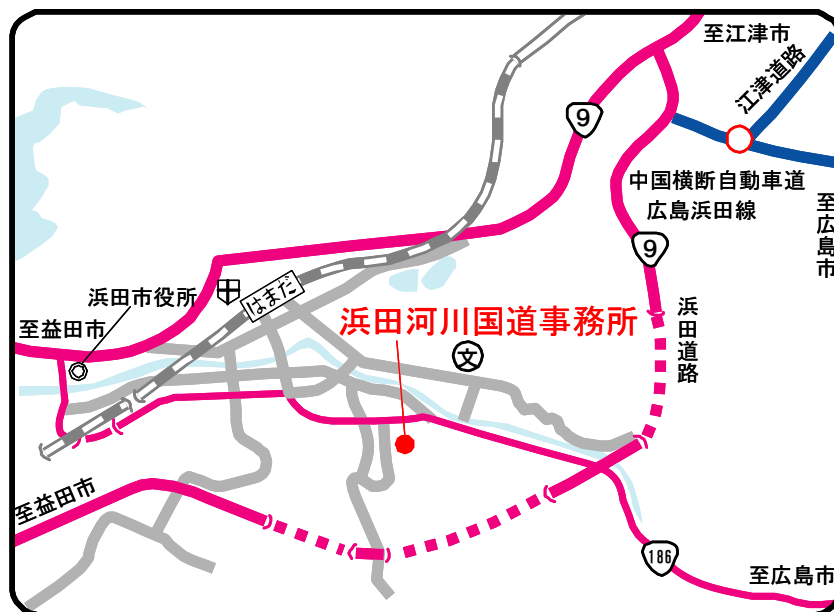 至江津市
江津道路
9
中国横断自動車道
広島浜田線
至広島市
9
浜田市役所
はまだ
至益田市
浜田河川国道事務所
浜田道路
文
至益田市
186
至広島市